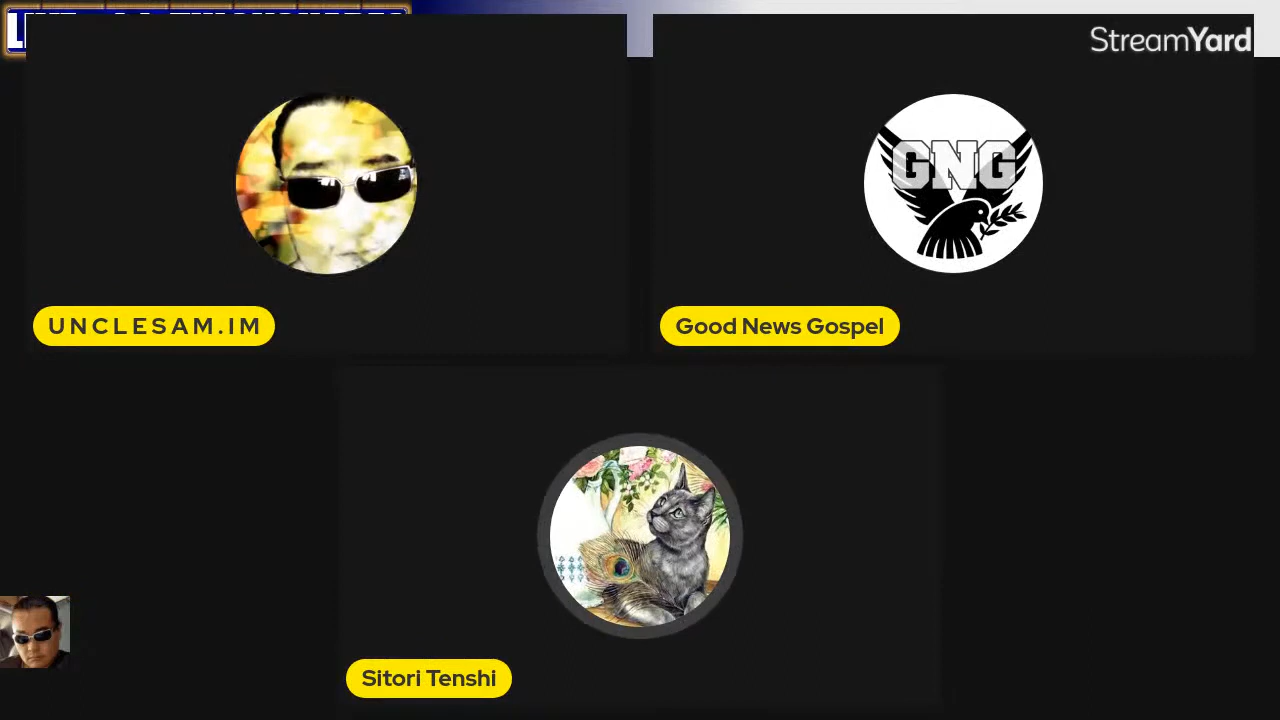 StreamYard
GNG
UNCLESAM.IM
Good News Gospel
Sitori Tenshi